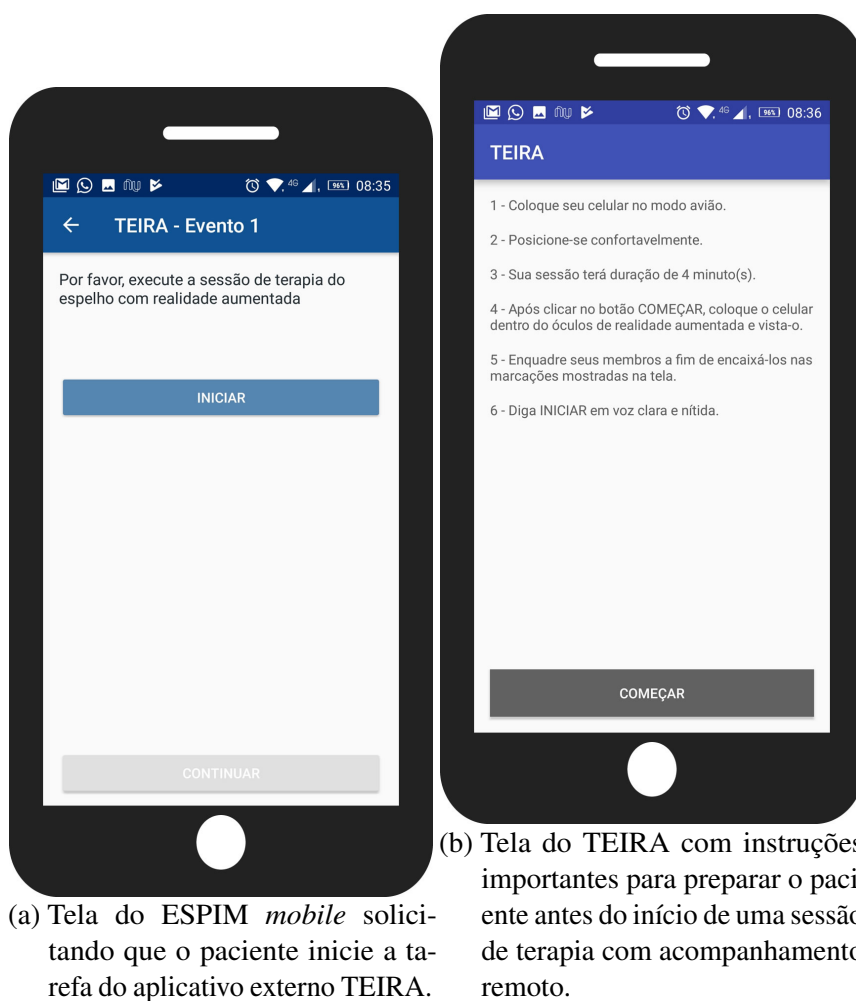 08:35
TEIRA - Evento 1
Por favor, execute a sessão de terapia do
espelho com realidade aumentada
INICIAR
CONTINUAR
(a) Tela do ESPIM mobile solici-
tando que o paciente inicie a ta-
refa do aplicativo externo TEIRA.
4G 96% 08:36
TEIRA
1 - Coloque seu celular no modo avião.
2 - Posicione-se confortavelmente.
3 - Sua sessão terá duração de 4 minuto(s).
4 - Após clicar no botão COMEÇAR, coloque o celular
dentro do óculos de realidade aumentada e vista-o.
5 - Enquadre seus membros a fim de encaixá-los nas
marcações mostradas na tela.
6 - Diga INICIAR em voz clara e nítida.
COMEÇAR
(b) Tela do TEIRA com instruções
importantes para preparar o paci
ente antes do início de uma sessão
de terapia com acompanhamento
remoto.